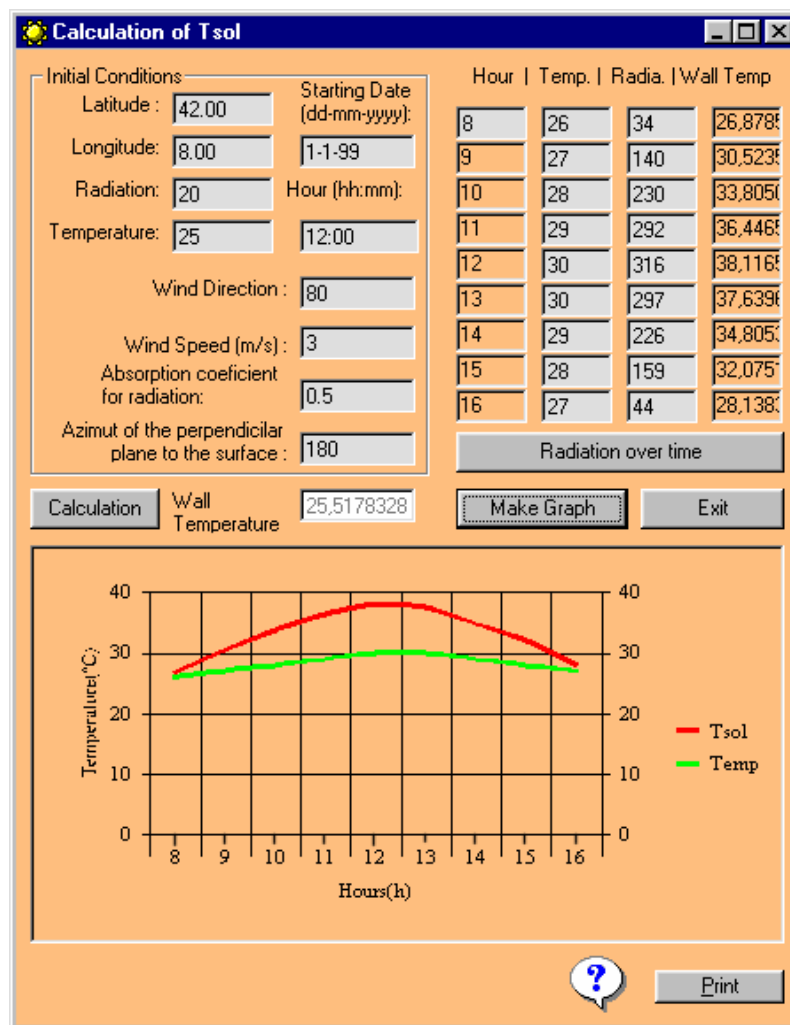 Calculation of Tsol
Initial Conditions
Latitude : 42.00
Starting Date
(dd-mm-yyyy):
Longitude: 8.00 1-1-99
Radiation: 20 Hour (hh:mm):
Temperature: 25 12:00
Wind Direction : 80
Wind Speed (m/s) : 3
Absorption coeficient
for radiation: 0.5
Azimut of the perpendicilar
plane to the surface : 180
Hour | Temp. | Radia. | Wall Temp
8 26 34 26,8785
9 27 140 30,5235
10 28 230 33,8050
11 29 292 36,4465
12 30 316 38,1165
13 30 297 37,6396
14 29 226 34,8053
15 28 159 32,0751
16 27 44 28,1383
Radiation over time
Calculation Wall
Temperature 25,5178328
Make Graph Exit
40 40
30 30
20 20
10 10
0 0
Temperature(°C)
8 9 10 11 12 13 14 15 16
Hours(h)
Tsol
Temp
?
Print